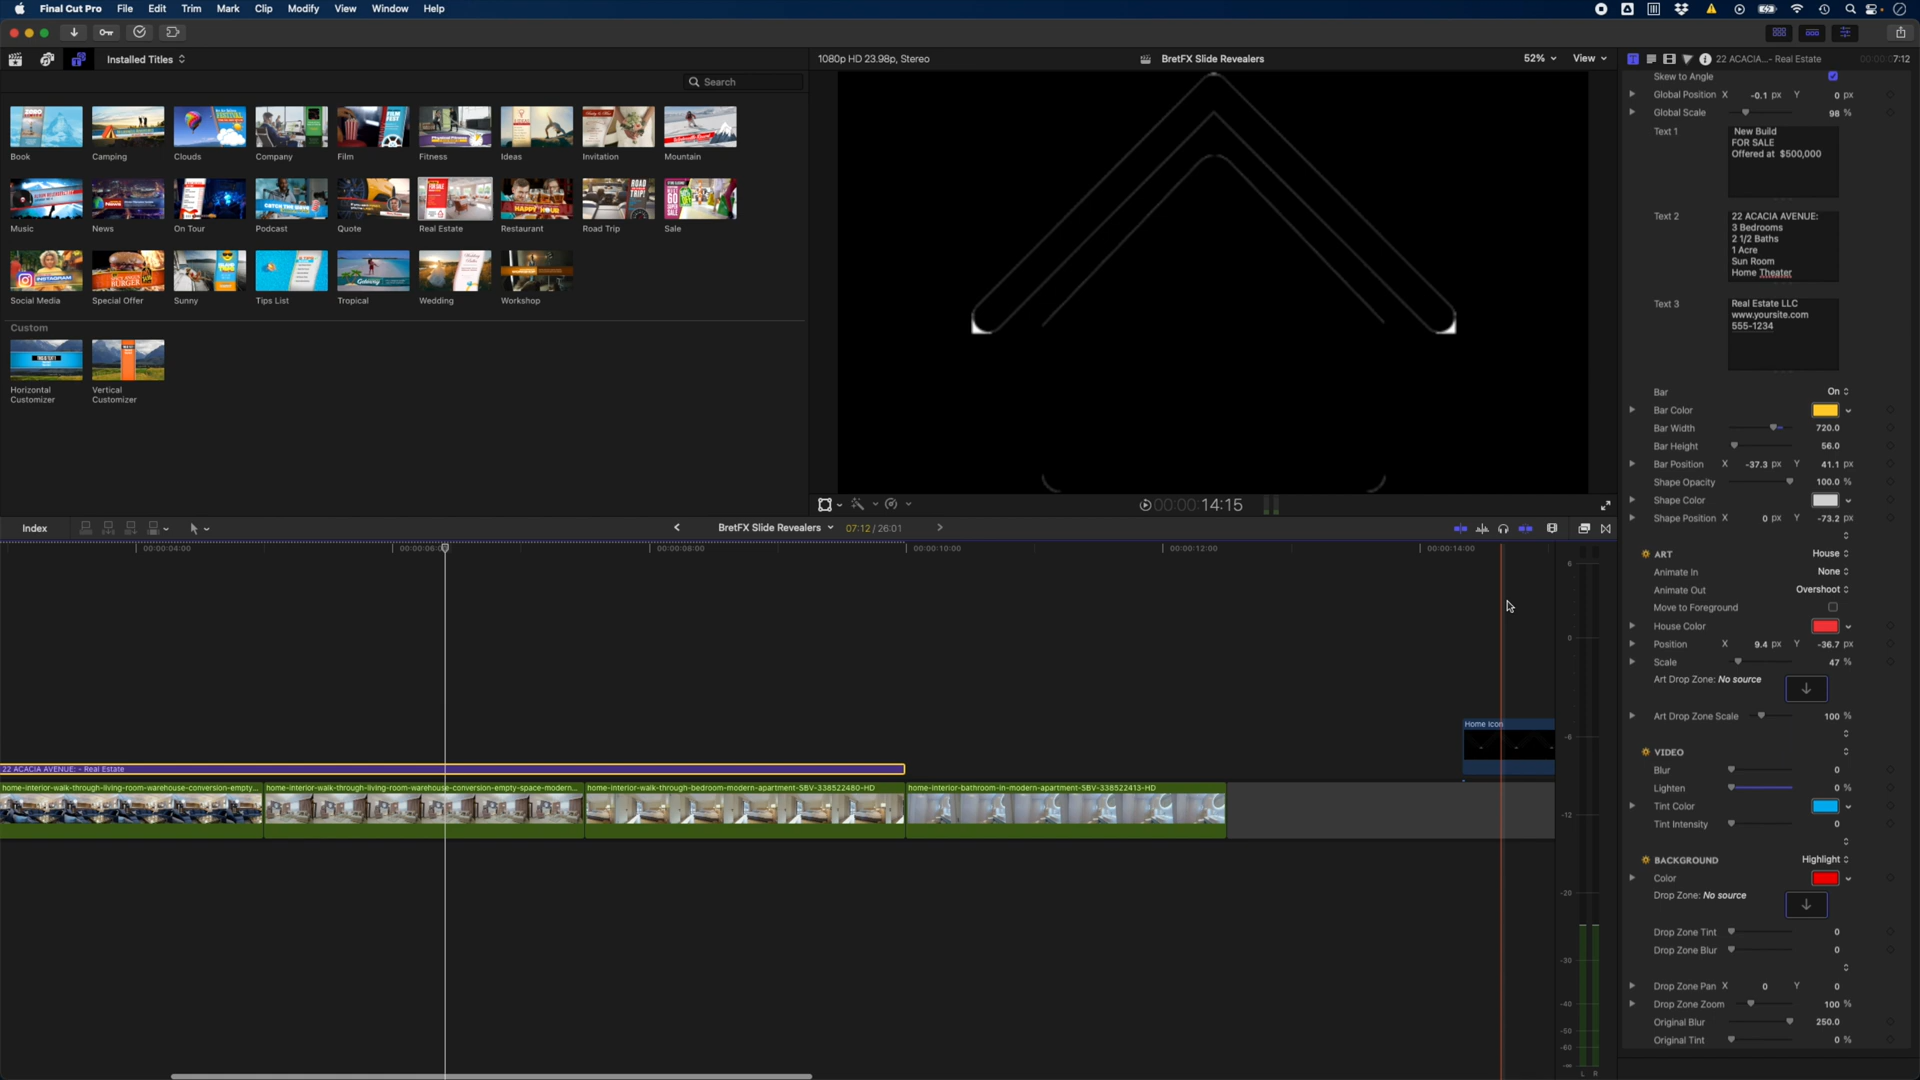 Final Cut Pro File Edit Trim Mark Clip Modify View Window Help
Installed Titles
1080p HD 23.98p, Stereo
BretFX Slide Revealers
52%
View
22 ACACIA...- Real Estate
00:00:07:12
Search
Book
Camping
Clouds
Company
Film
Fitness
Ideas
Invitation
Mountain
Music
News
On Tour
Podcast
Quote
Real Estate
Restaurant
Road Trip
Sale
Social Media
Special Offer
Sunny
Tips List
Tropical
Wedding
Workshop
Custom
Horizontal
Customizer
Vertical
Customizer
Skew to Angle
Global Position X -0.1 px Y 0 px
Global Scale 98 %
Text 1
New Build
FOR SALE
Offered at $500,000
Text 2
22 ACACIA AVENUE:
3 Bedrooms
2 1/2 Baths
1 Acre
Sun Room
Home Theater
Text 3
Real Estate LLC
www.yoursite.com
555-1234
Bar On
Bar Color
Bar Width 720.0
Bar Height 56.0
Bar Position X -37.3 px Y 41.1 px
Shape Opacity 100.0 %
Shape Color
Shape Position X 0 px Y -73.2 px
ART House
Animate In None
Animate Out Overshoot
Move to Foreground
House Color
Position X 9.4 px Y -36.7 px
Scale 47 %
Art Drop Zone: No source
Art Drop Zone Scale 100 %
VIDEO
Blur 0
Lighten 0 %
Tint Color
Tint Intensity 0
BACKGROUND Highlight
Color
Drop Zone: No source
Drop Zone Tint 0
Drop Zone Blur 0
Drop Zone Pan X 0 Y 0
Drop Zone Zoom 100 %
Original Blur 250.0
Original Tint 0 %
00:00:14:15
Index
BretFX Slide Revealers
07:12 / 26:01
00:00:04:00
00:00:06:
00:00:08:00
00:00:10:00
00:00:12:00
00:00:14:00
Home Icon
22 ACACIA AVENUE: - Real Estate
home-interior-walk-through-living-room-warehouse-conversion-empty...
home-interior-walk-through-living-room-warehouse-conversion-empty-space-modern...
home-interior-walk-through-bedroom-modern-apartment-SBV-338522480-HD
home-interior-bathroom-in-modern-apartment-SBV-338522413-HD
6
0
-6
-12
-20
-30
-40
-50
-60
-∞
L R